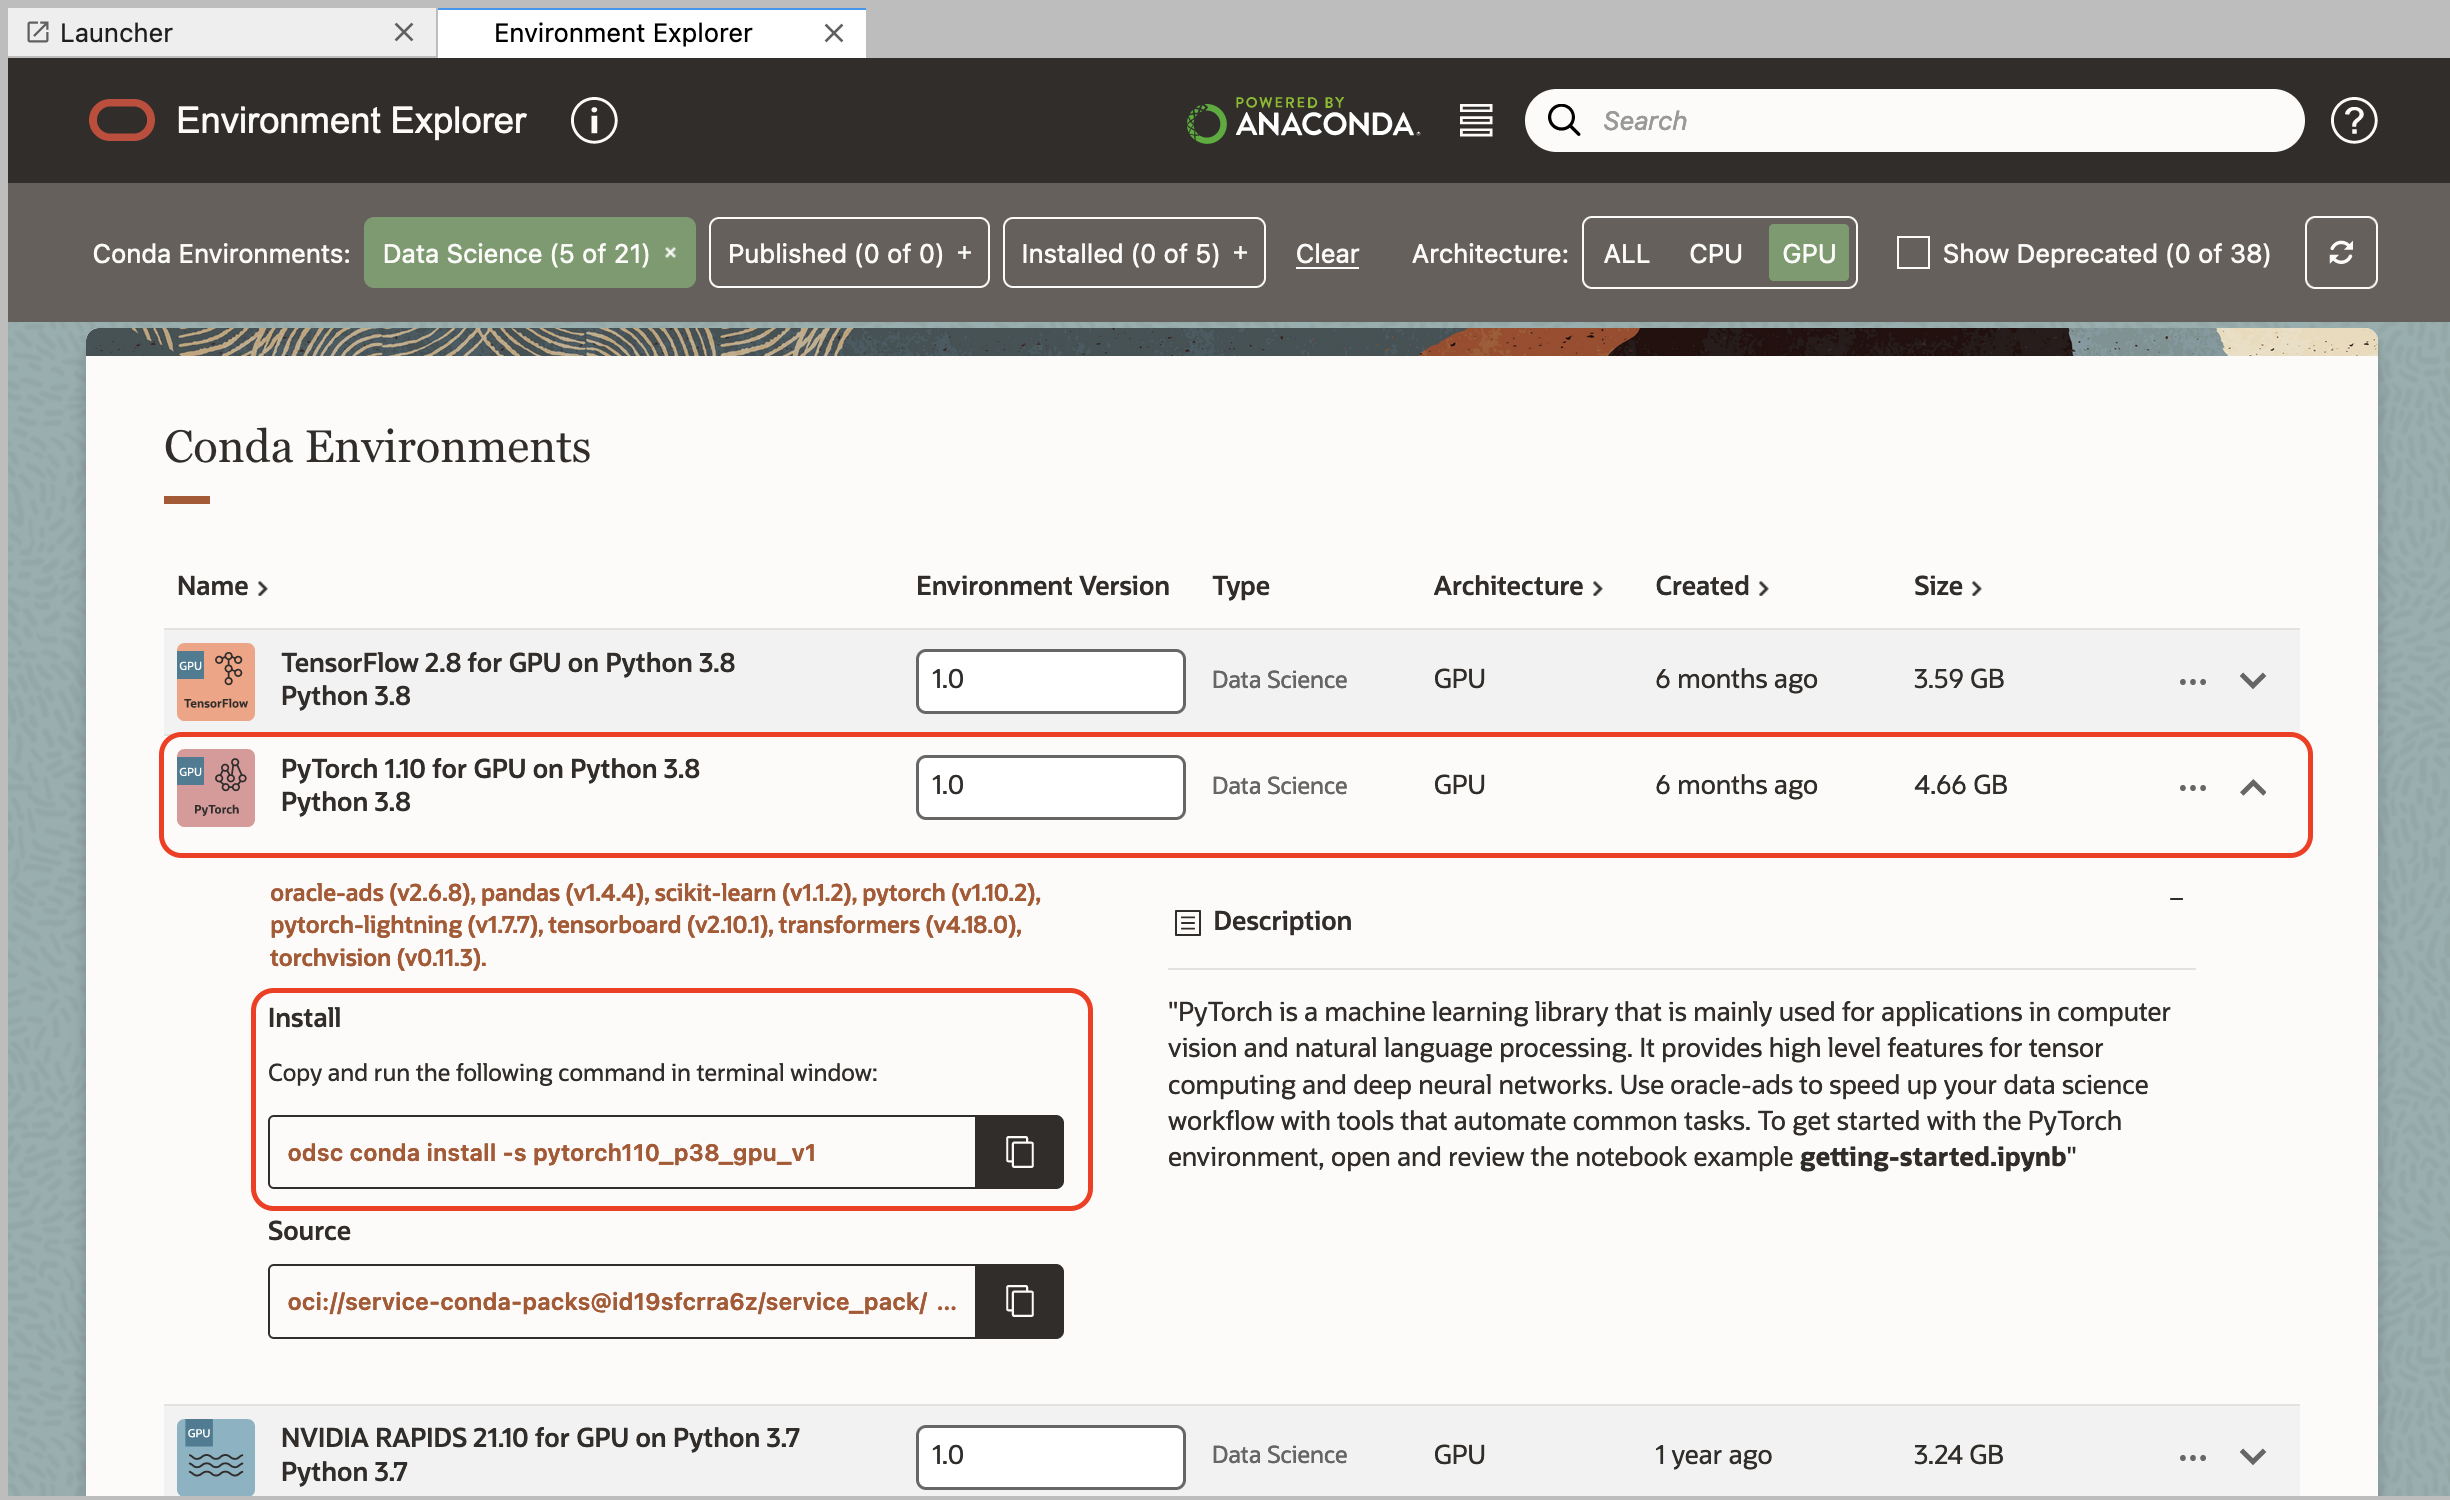 Launcher
Environment Explorer
Environment Explorer
POWERED BY
ANACONDA.
Search
Conda Environments:
Data Science (5 of 21) ×
Published (0 of 0) +
Installed (0 of 5) +
Clear
Architecture:
ALL
CPU
GPU
Show Deprecated (0 of 38)
Conda Environments
Name
Environment Version
Type
Architecture
Created
Size
GPU
TensorFlow
TensorFlow 2.8 for GPU on Python 3.8
Python 3.8
1.0
Data Science
GPU
6 months ago
3.59 GB
GPU
PyTorch
PyTorch 1.10 for GPU on Python 3.8
Python 3.8
1.0
Data Science
GPU
6 months ago
4.66 GB
oracle-ads (v2.6.8), pandas (v1.4.4), scikit-learn (v1.1.2), pytorch (v1.10.2),
pytorch-lightning (v1.7.7), tensorboard (v2.10.1), transformers (v4.18.0),
torchvision (v0.11.3).
Install
Copy and run the following command in terminal window:
odsc conda install -s pytorch110_p38_gpu_v1
Source
oci://service-conda-packs@id19sfcrra6z/service_pack/ ...
Description
"PyTorch is a machine learning library that is mainly used for applications in computer
vision and natural language processing. It provides high level features for tensor
computing and deep neural networks. Use oracle-ads to speed up your data science
workflow with tools that automate common tasks. To get started with the PyTorch
environment, open and review the notebook example getting-started.ipynb"
GPU
NVIDIA RAPIDS 21.10 for GPU on Python 3.7
Python 3.7
1.0
Data Science
GPU
1 year ago
3.24 GB